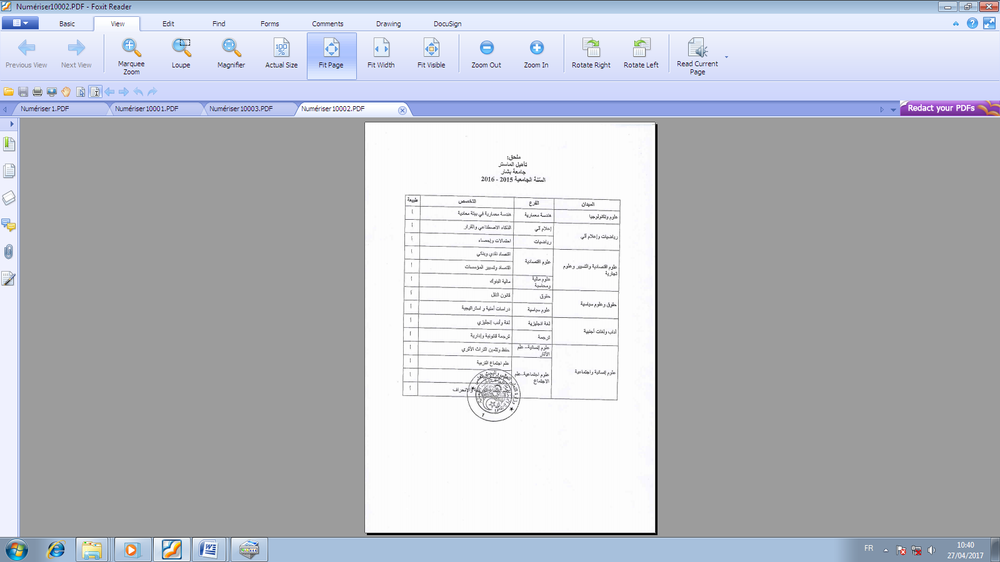 Numériser10002.PDF - Foxit Reader
Basic View Edit Find Forms Comments Drawing DocuSign
Previous View Next View Marquee Zoom Loupe Magnifier Actual Size Fit Page Fit Width Fit Visible Zoom Out Zoom In Rotate Right Rotate Left Read Current Page
Numériser1.PDF Numériser10001.PDF Numériser10003.PDF Numériser10002.PDF Redact your PDFs
ملحق:
تأهيل الماستر
جامعة بشار
السنة الجامعية 2015 - 2016
الميدان الفرع التخصص طبيعة
علوم وتكنولوجيا هندسة معمارية هندسة معمارية في بيئة معادية أ
رياضيات وإعلام آلي إعلام آلي الذكاء الاصطناعي والقرار أ
رياضيات احتمالات وإحصاء أ
علوم اقتصادية والتسيير وعلوم تجارية علوم اقتصادية اقتصاد نقدي وبنكي أ
اقتصاد وتسيير المؤسسات أ
علوم مالية ومحاسبة مالية البنوك أ
حقوق وعلوم سياسية حقوق قانون النقل أ
علوم سياسية دراسات أمنية و استراتيجية أ
آداب ولغات أجنبية لغة انجليزية لغة وأدب إنجليزي أ
ترجمة ترجمة قانونية وإدارية أ
علوم إنسانية واجتماعية علوم إنسانية– علم الآثار حفظ وتثمين التراث الأثري أ
علوم اجتماعية–علم الاجتماع علم اجتماع التربية أ
أ
والانحراف أ
FR 10:40
27/04/2017